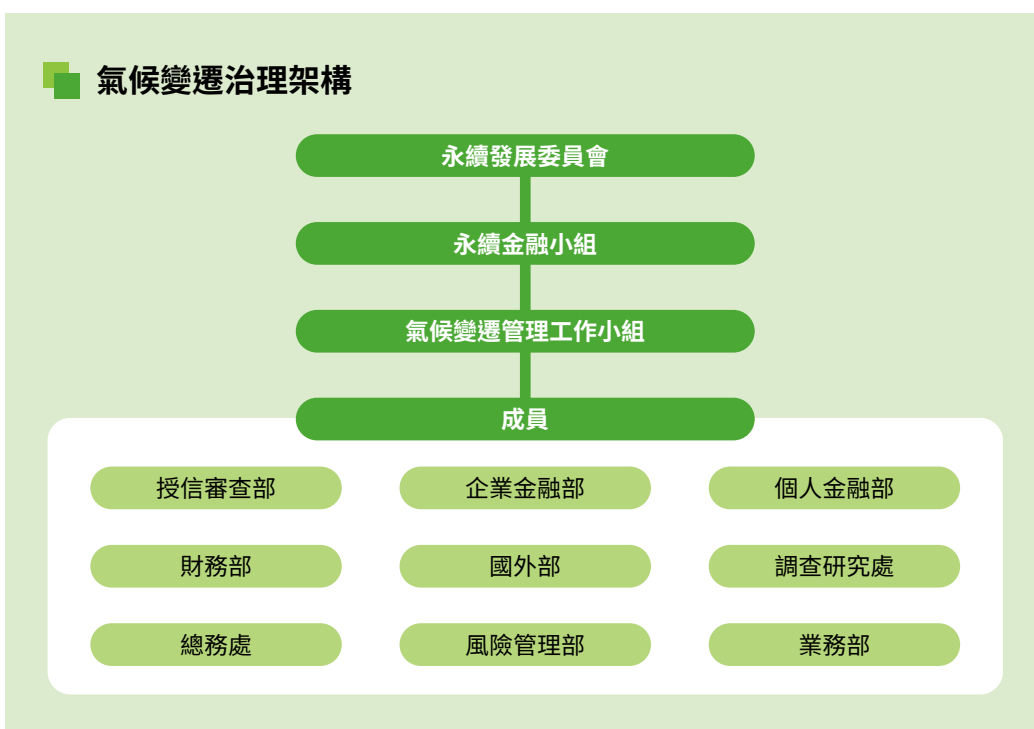 氣候變遷治理架構
永續發展委員會
永續金融小組
氣候變遷管理工作小組
成員
授信審查部
企業金融部
個人金融部
財務部
國外部
調查研究處
總務處
風險管理部
業務部